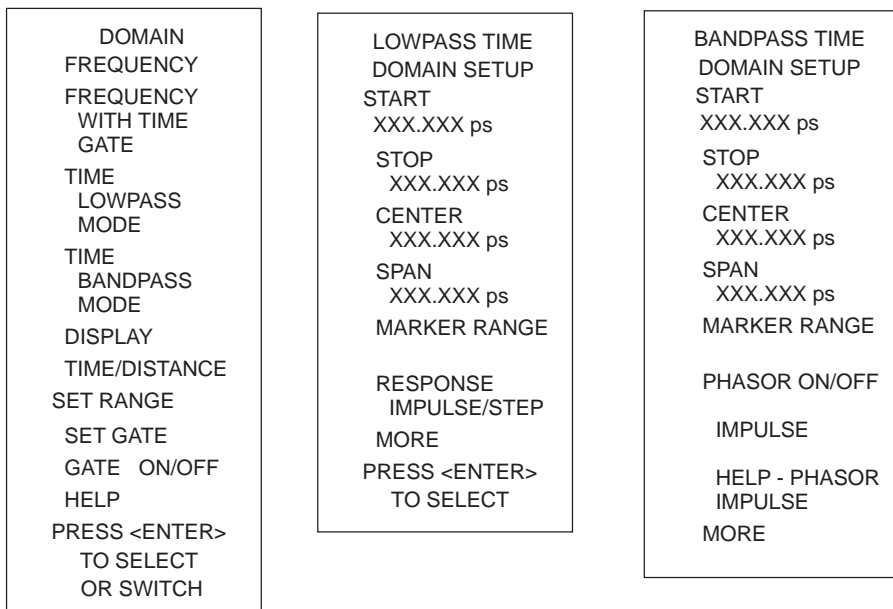 DOMAIN
FREQUENCY
FREQUENCY
WITH TIME
GATE
TIME
LOWPASS
MODE
TIME
BANDPASS
MODE
DISPLAY
TIME/DISTANCE
SET RANGE
SET GATE
GATE ON/OFF
HELP
PRESS <ENTER>
TO SELECT
OR SWITCH
LOWPASS TIME
DOMAIN SETUP
START
XXX.XXX ps
STOP
XXX.XXX ps
CENTER
XXX.XXX ps
SPAN
XXX.XXX ps
MARKER RANGE
RESPONSE
IMPULSE/STEP
MORE
PRESS <ENTER>
TO SELECT
BANDPASS TIME
DOMAIN SETUP
START
XXX.XXX ps
STOP
XXX.XXX ps
CENTER
XXX.XXX ps
SPAN
XXX.XXX ps
MARKER RANGE
PHASOR ON/OFF
IMPULSE
HELP - PHASOR
IMPULSE
MORE